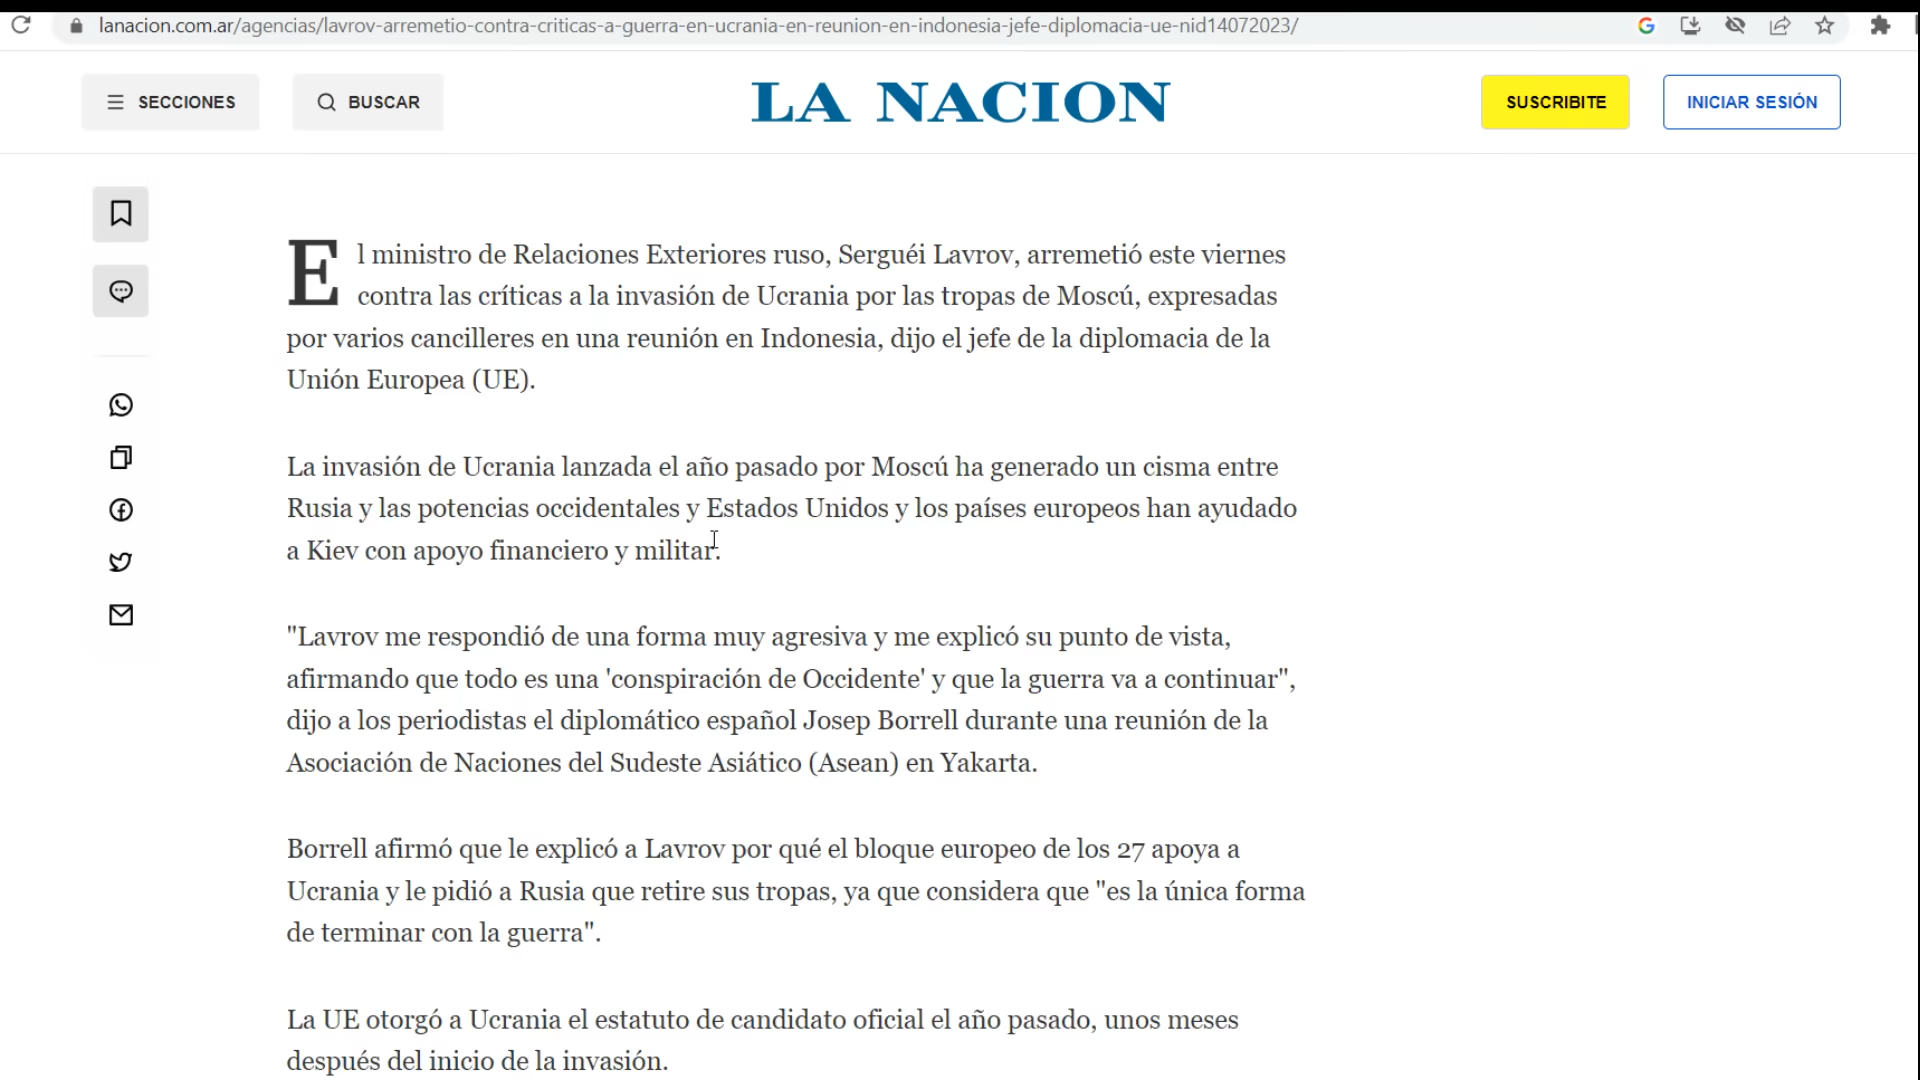 lanacion.com.ar/agencias/lavrov-arremetio-contra-criticas-a-guerra-en-ucrania-en-reunion-en-indonesia-jefe-diplomacia-ue-nid14072023/
SECCIONES
BUSCAR
LA NACION
SUSCRIBITE
INICIAR SESIÓN
El ministro de Relaciones Exteriores ruso, Serguéi Lavrov, arremetió este viernes
contra las críticas a la invasión de Ucrania por las tropas de Moscú, expresadas
por varios cancilleres en una reunión en Indonesia, dijo el jefe de la diplomacia de la
Unión Europea (UE).
La invasión de Ucrania lanzada el año pasado por Moscú ha generado un cisma entre
Rusia y las potencias occidentales y Estados Unidos y los países europeos han ayudado
a Kiev con apoyo financiero y militar.
"Lavrov me respondió de una forma muy agresiva y me explicó su punto de vista,
afirmando que todo es una 'conspiración de Occidente' y que la guerra va a continuar",
dijo a los periodistas el diplomático español Josep Borrell durante una reunión de la
Asociación de Naciones del Sudeste Asiático (Asean) en Yakarta.
Borrell afirmó que le explicó a Lavrov por qué el bloque europeo de los 27 apoya a
Ucrania y le pidió a Rusia que retire sus tropas, ya que considera que "es la única forma
de terminar con la guerra".
La UE otorgó a Ucrania el estatuto de candidato oficial el año pasado, unos meses
después del inicio de la invasión.